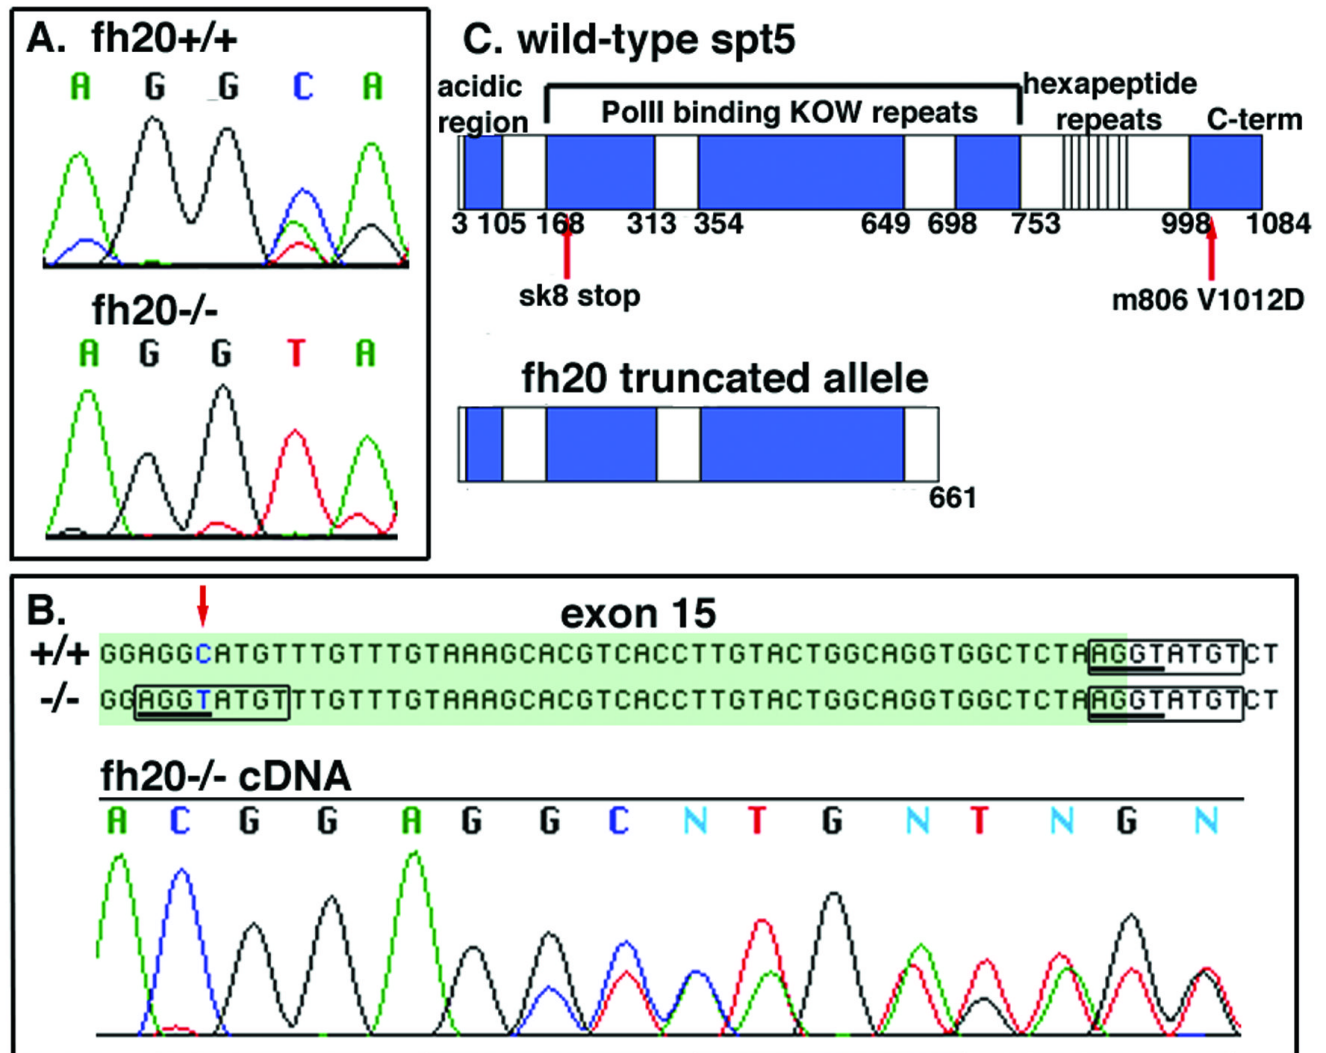 A. fh20+/+
A G G C A
fh20-/-
A G G T A
C. wild-type spt5
acidic region
PolII binding KOW repeats
hexapeptide repeats
C-term
3 105 168 313 354 649 698 753 998 1084
sk8 stop
m806 V1012D
fh20 truncated allele
661
B.
exon 15
+/+ GGAGGCATGTTTGTTTGTAAAGCACGTCACCTTGTACTGGCAGGTGGCTCTAAGGTATGTCT
-/- GGAGGTATGTTTGTTTGTAAAGCACGTCACCTTGTACTGGCAGGTGGCTCTAAGGTATGTCT
fh20-/- cDNA
A C G G A G G C N T G N T N G N